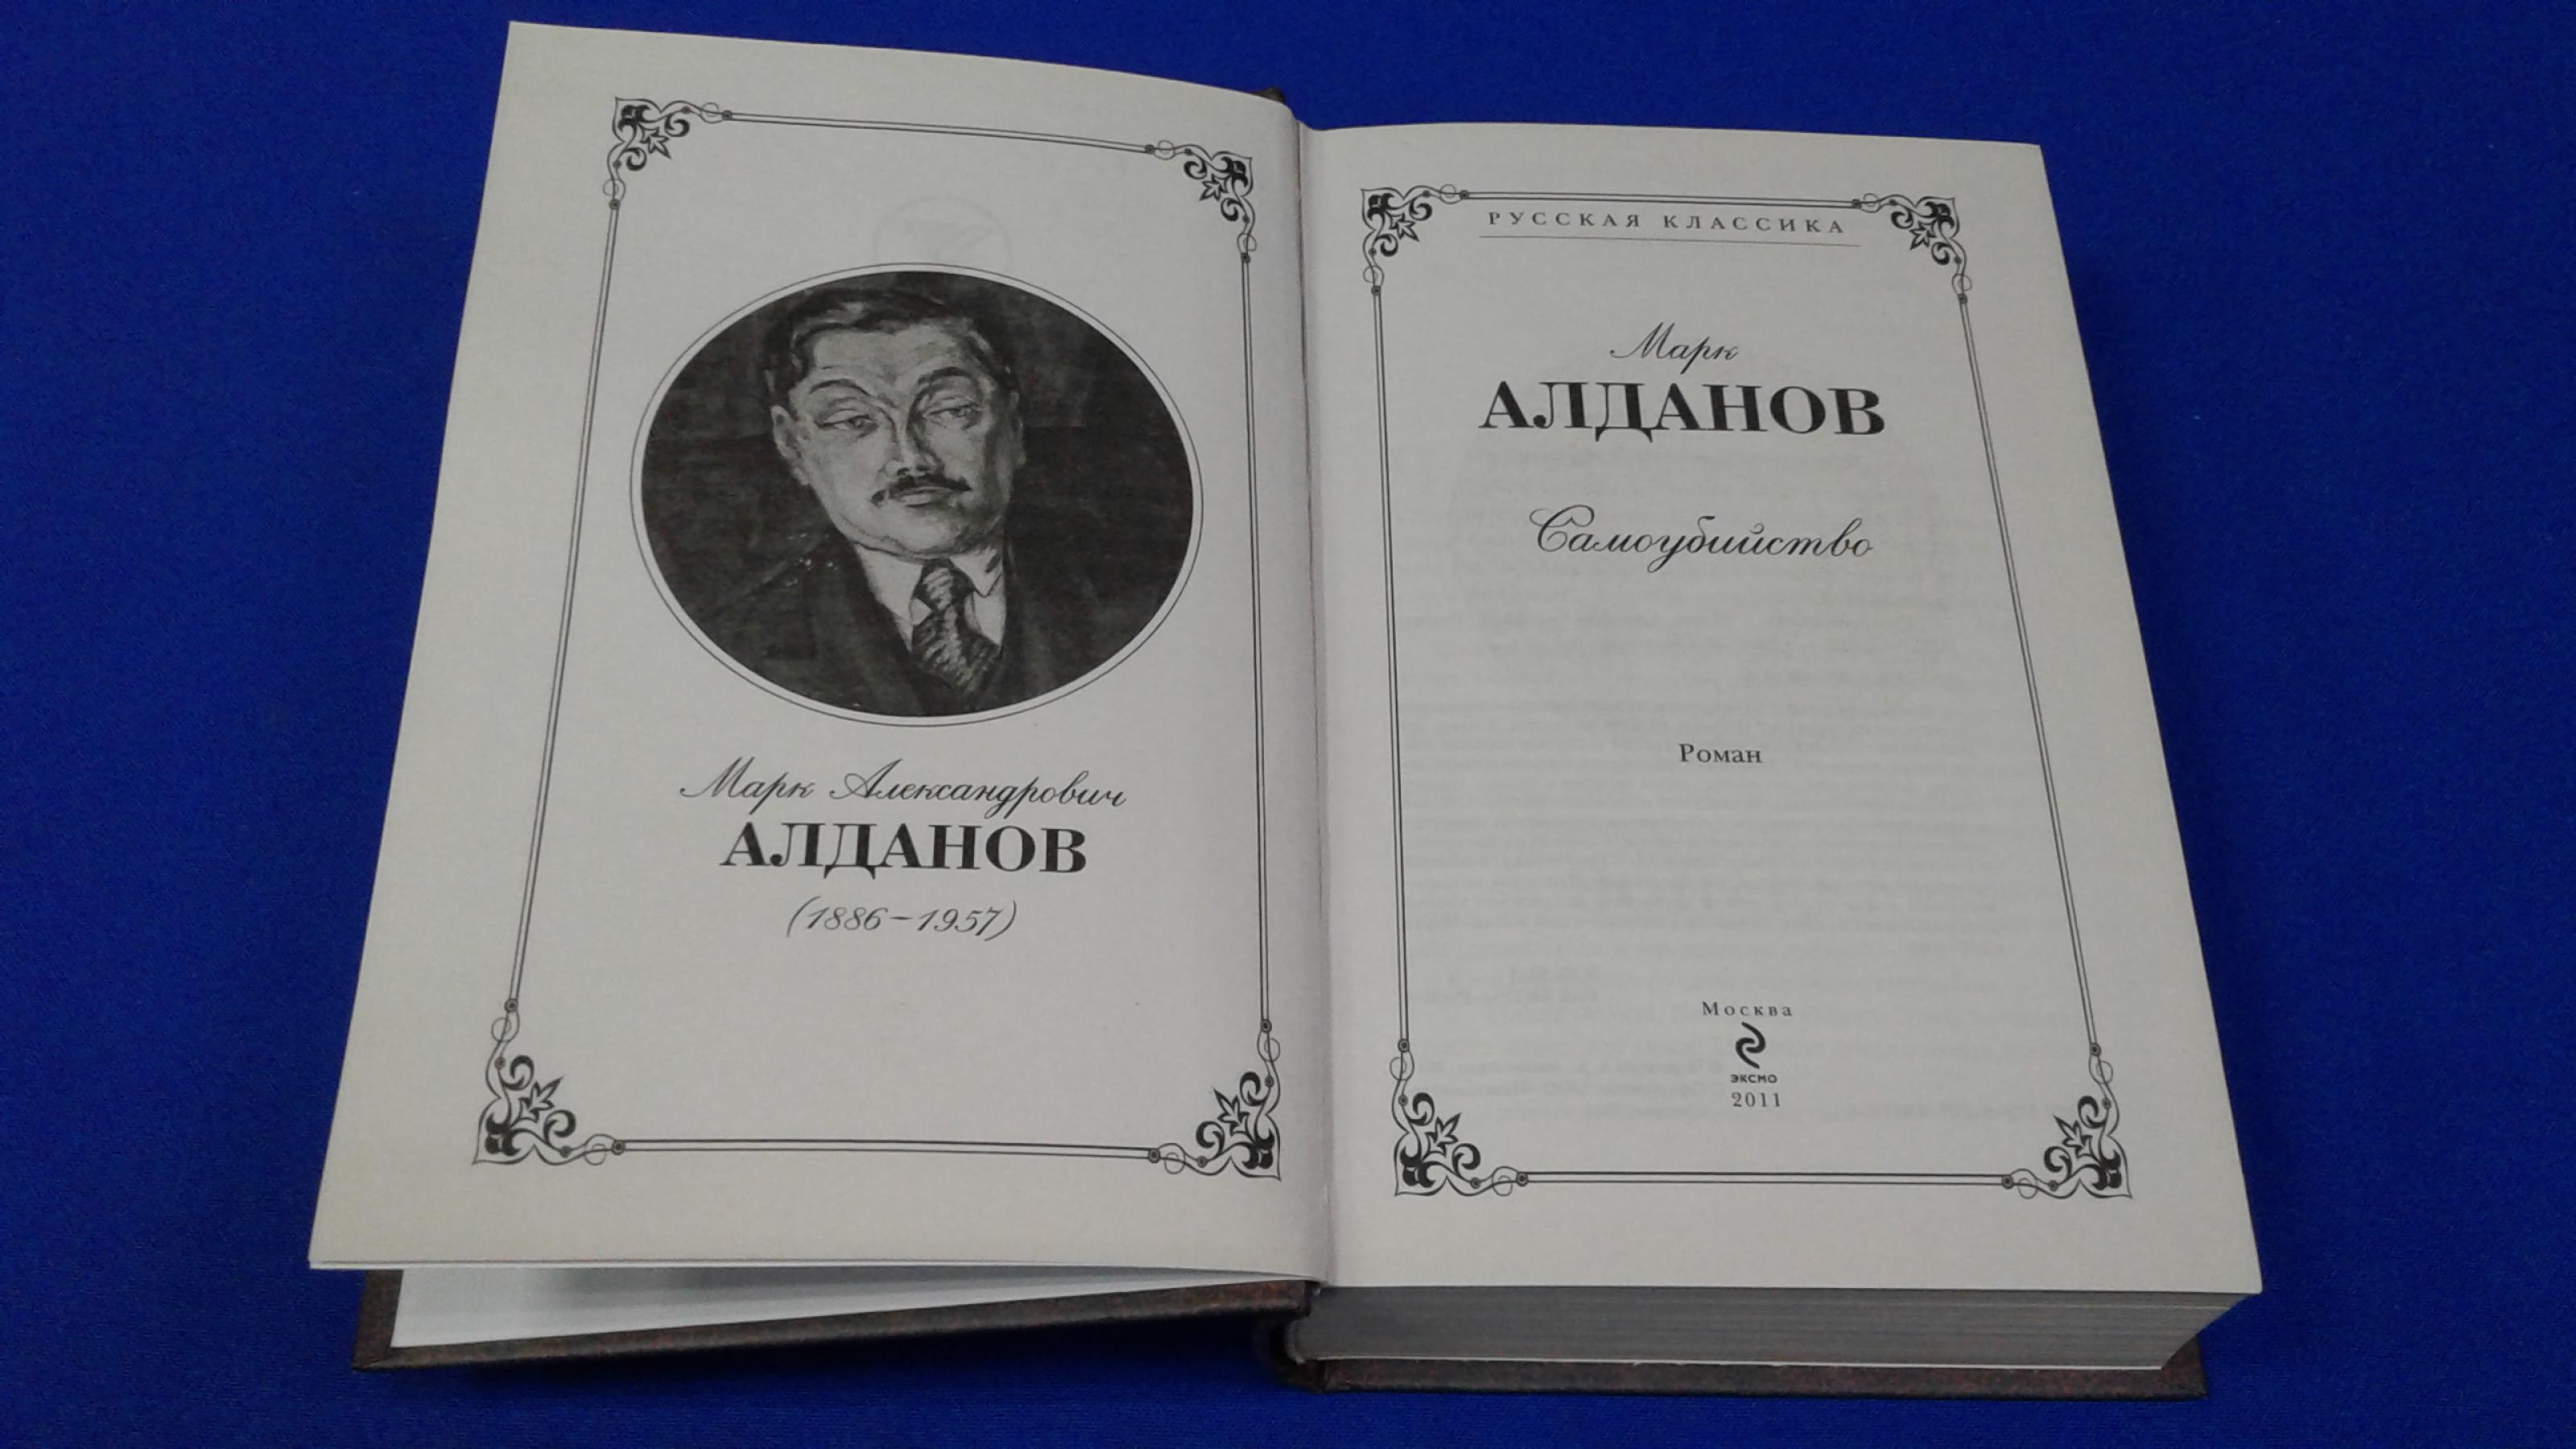 Марк Александрович
АЛДАНОВ
(1886–1957)
РУССКАЯ КЛАССИКА
Марк
АЛДАНОВ
Самоубийство
Роман
Москва
эксмо
2011